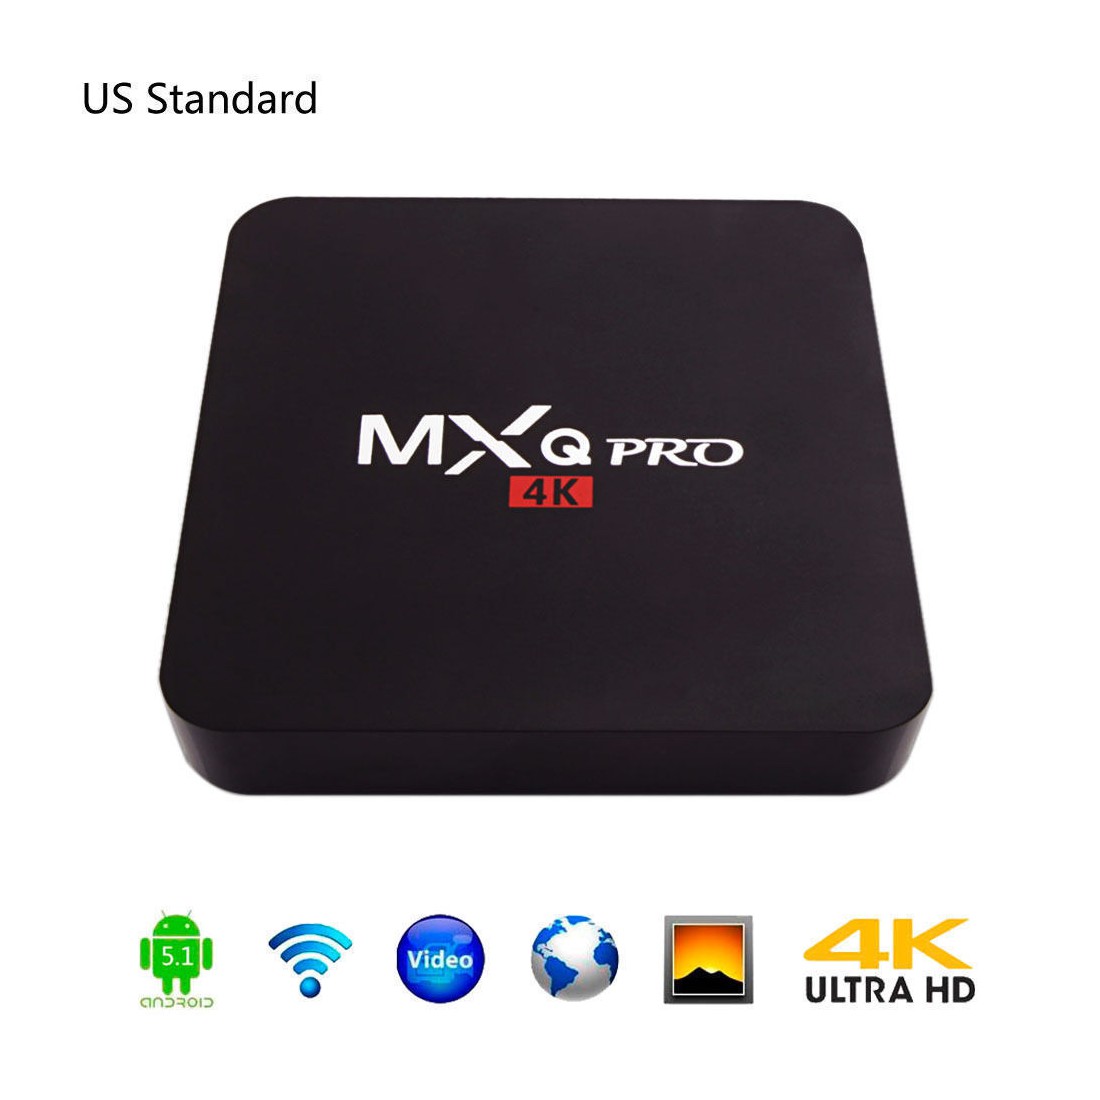 US Standard
MXQ PRO
4K
5.1
ANDROID
Video
4K
ULTRA HD